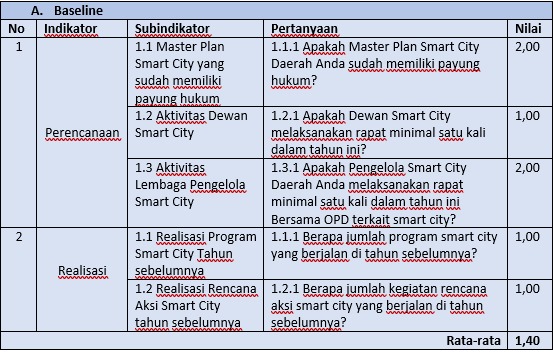 A. Baseline
No Indikator Subindikator Pertanyaan Nilai
1 Perencanaan 1.1 Master Plan Smart City yang sudah memiliki payung hukum 1.1.1 Apakah Master Plan Smart City Daerah Anda sudah memiliki payung hukum? 2,00
1.2 Aktivitas Dewan Smart City 1.2.1 Apakah Dewan Smart City melaksanakan rapat minimal satu kali dalam tahun ini? 1,00
1.3 Aktivitas Lembaga Pengelola Smart City 1.3.1 Apakah Pengelola Smart City Daerah Anda melaksanakan rapat minimal satu kali dalam tahun ini Bersama OPD terkait smart city? 2,00
2 Realisasi 1.1 Realisasi Program Smart City Tahun sebelumnya 1.1.1 Berapa jumlah program smart city yang berjalan di tahun sebelumnya? 1,00
1.2 Realisasi Rencana Aksi Smart City tahun sebelumnya 1.2.1 Berapa jumlah kegiatan rencana aksi smart city yang berjalan di tahun sebelumnya? 1,00
Rata-rata 1,40